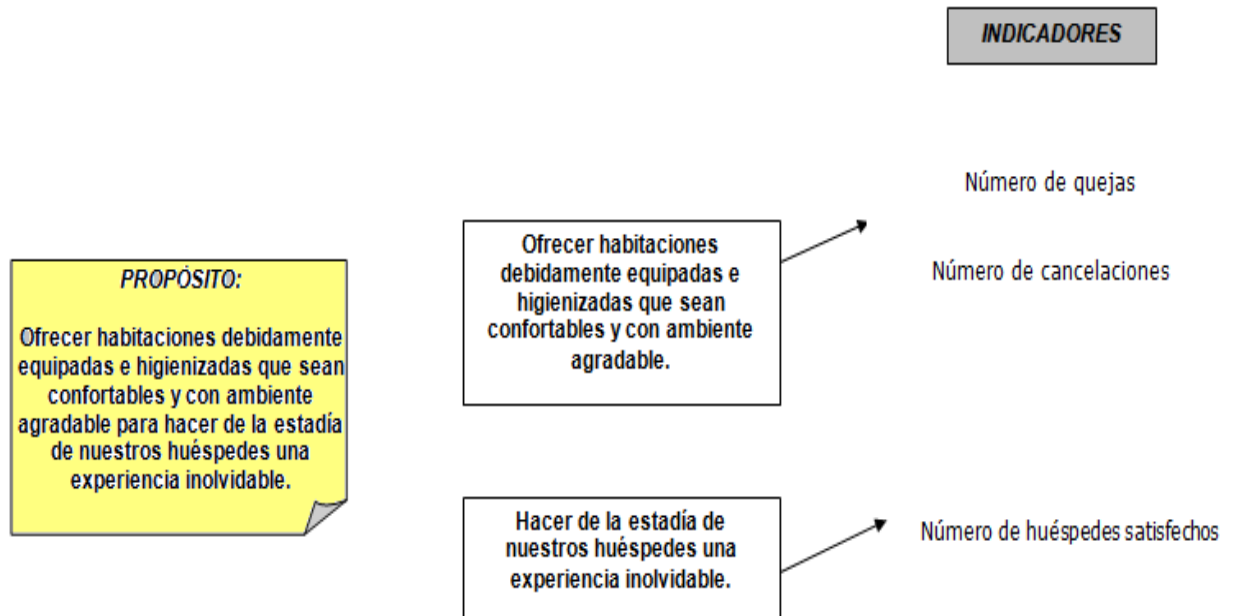 INDICADORES
Número de quejas
Número de cancelaciones
PROPÓSITO:
Ofrecer habitaciones debidamente
equipadas e higienizadas que sean
confortables y con ambiente
agradable para hacer de la estadía
de nuestros huéspedes una
experiencia inolvidable.
Ofrecer habitaciones
debidamente equipadas e
higienizadas que sean
confortables y con ambiente
agradable.
Hacer de la estadía de
nuestros huéspedes una
experiencia inolvidable.
Número de huéspedes satisfechos